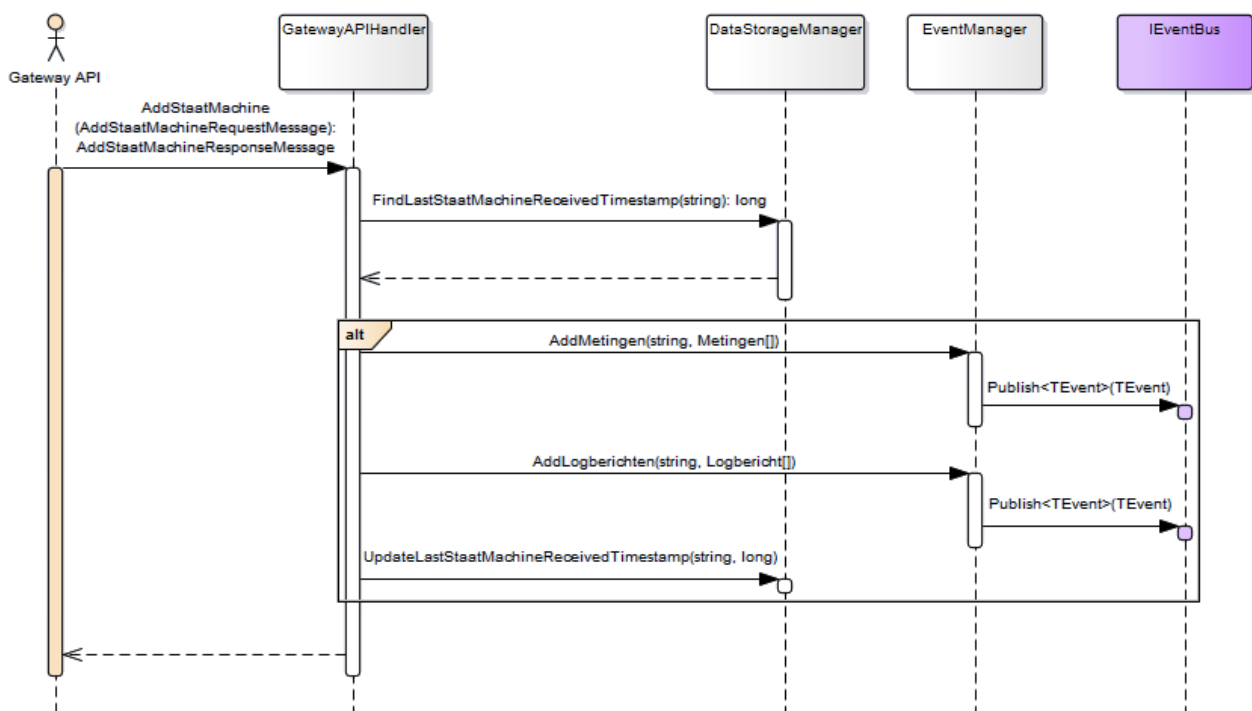 GatewayAPIHandler
DataStorageManager
EventManager
IEventBus
Gateway API
AddStaatMachine
(AddStaatMachineRequestMessage):
AddStaatMachineResponseMessage
FindLastStaatMachineReceivedTimestamp(string): long
alt
AddMetingen(string, Metingen[])
Publish<TEvent>(TEvent)
AddLogberichten(string, Logbericht[])
Publish<TEvent>(TEvent)
UpdateLastStaatMachineReceivedTimestamp(string, long)